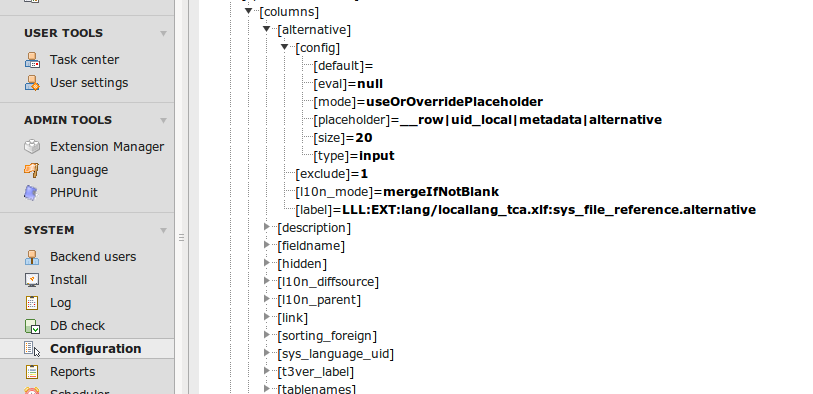 USER TOOLS
Task center
User settings
ADMIN TOOLS
Extension Manager
Language
PHPUnit
SYSTEM
Backend users
Install
Log
DB check
Configuration
Reports
Scheduler
[columns]
[alternative]
[config]
[default]=
[eval]=null
[mode]=useOrOverridePlaceholder
[placeholder]=__row|uid_local|metadata|alternative
[size]=20
[type]=input
[exclude]=1
[l10n_mode]=mergeIfNotBlank
[label]=LLL:EXT:lang/locallang_tca.xlf:sys_file_reference.alternative
[description]
[fieldname]
[hidden]
[l10n_diffsource]
[l10n_parent]
[link]
[sorting_foreign]
[sys_language_uid]
[t3ver_label]
[tablenames]